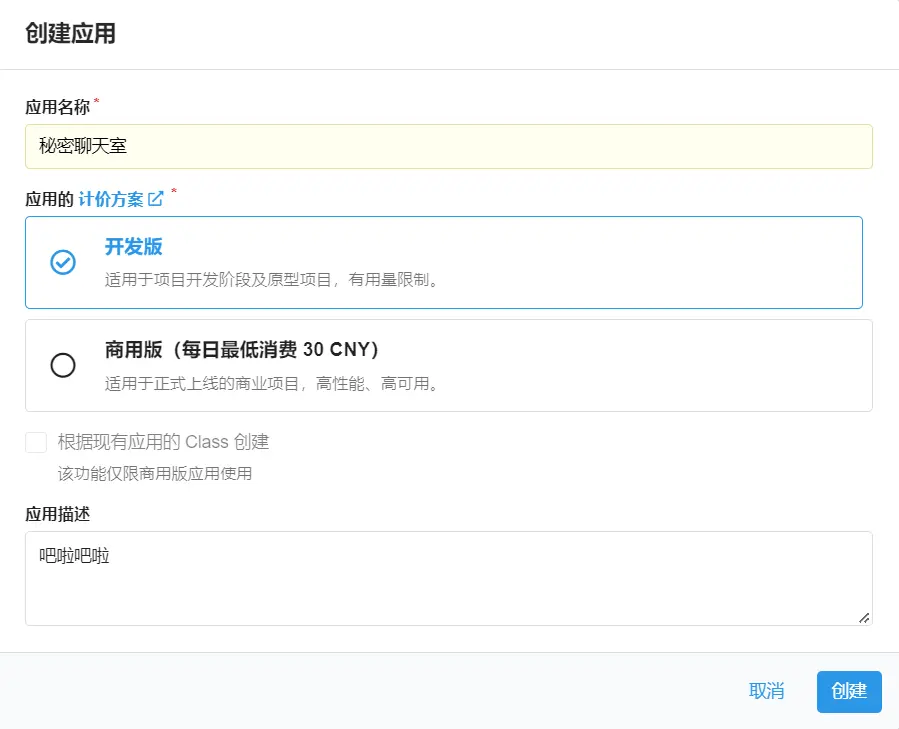 创建应用
应用名称*
秘密聊天室
应用的 计价方案 *
开发版
适用于项目开发阶段及原型项目，有用量限制。
商用版（每日最低消费 30 CNY）
适用于正式上线的商业项目，高性能、高可用。
根据现有应用的 Class 创建
该功能仅限商用版应用使用
应用描述
吧啦吧啦
取消
创建